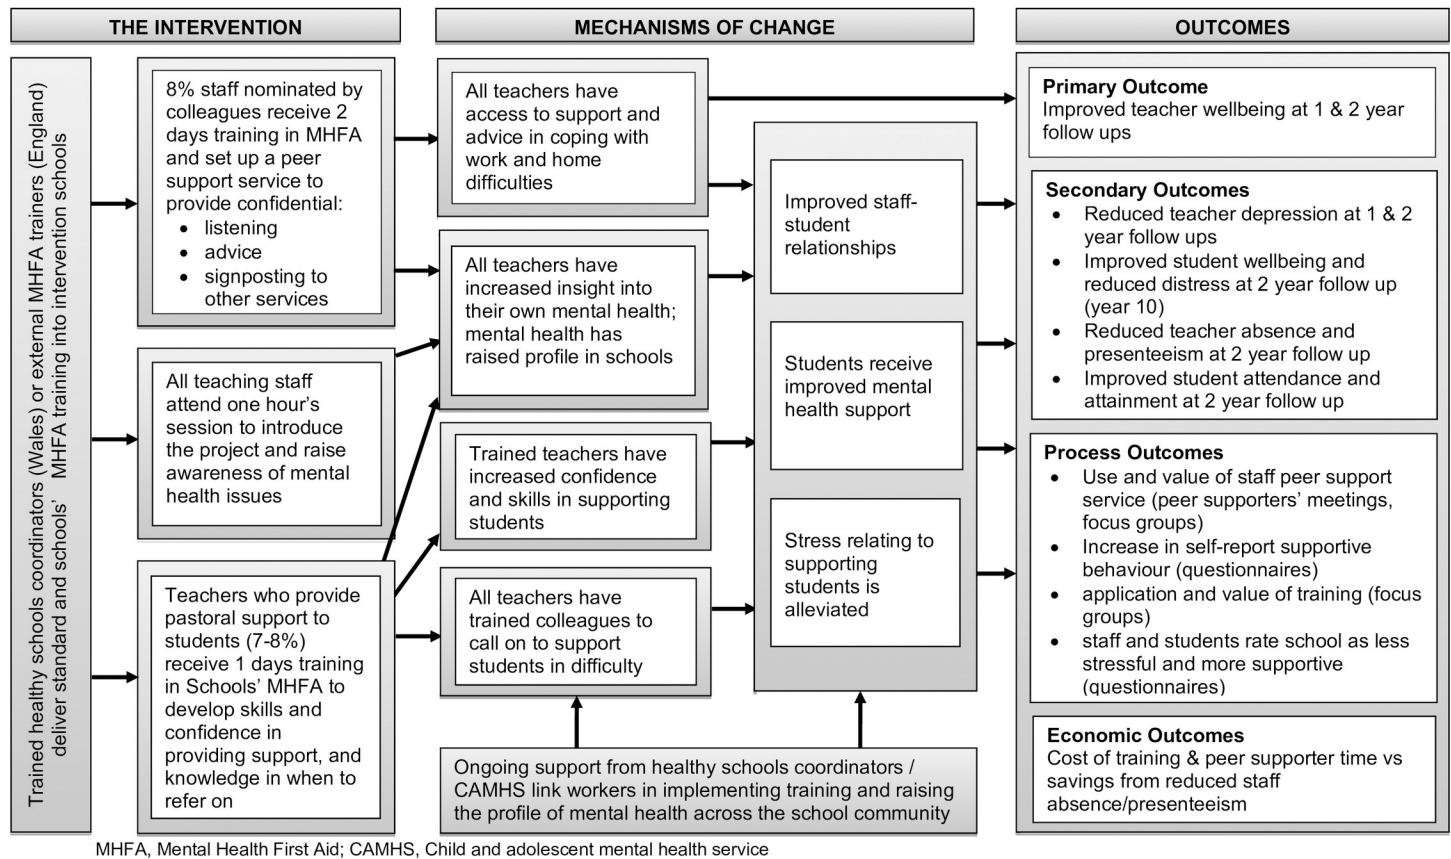 THE INTERVENTION
MECHANISMS OF CHANGE
OUTCOMES
Trained healthy schools coordinators (Wales) or external MHFA trainers (England)
deliver standard and schools’ MHFA training into intervention schools
8% staff nominated by
colleagues receive 2
days training in MHFA
and set up a peer
support service to
provide confidential:
• listening
• advice
• signposting to
other services
All teaching staff
attend one hour’s
session to introduce
the project and raise
awareness of mental
health issues
Teachers who provide
pastoral support to
students (7-8%)
receive 1 days training
in Schools’ MHFA to
develop skills and
confidence in
providing support, and
knowledge in when to
refer on
All teachers have
access to support and
advice in coping with
work and home
difficulties
All teachers have
increased insight into
their own mental health;
mental health has
raised profile in schools
Trained teachers have
increased confidence
and skills in supporting
students
All teachers have
trained colleagues to
call on to support
students in difficulty
Improved staff-
student
relationships
Students receive
improved mental
health support
Stress relating to
supporting
students is
alleviated
Ongoing support from healthy schools coordinators /
CAMHS link workers in implementing training and raising
the profile of mental health across the school community
Primary Outcome
Improved teacher wellbeing at 1 & 2 year
follow ups
Secondary Outcomes
• Reduced teacher depression at 1 & 2
year follow ups
• Improved student wellbeing and
reduced distress at 2 year follow up
(year 10)
• Reduced teacher absence and
presenteeism at 2 year follow up
• Improved student attendance and
attainment at 2 year follow up
Process Outcomes
• Use and value of staff peer support
service (peer supporters’ meetings,
focus groups)
• Increase in self-report supportive
behaviour (questionnaires)
• application and value of training (focus
groups)
• staff and students rate school as less
stressful and more supportive
(questionnaires)
Economic Outcomes
Cost of training & peer supporter time vs
savings from reduced staff
absence/presenteeism
MHFA, Mental Health First Aid; CAMHS, Child and adolescent mental health service